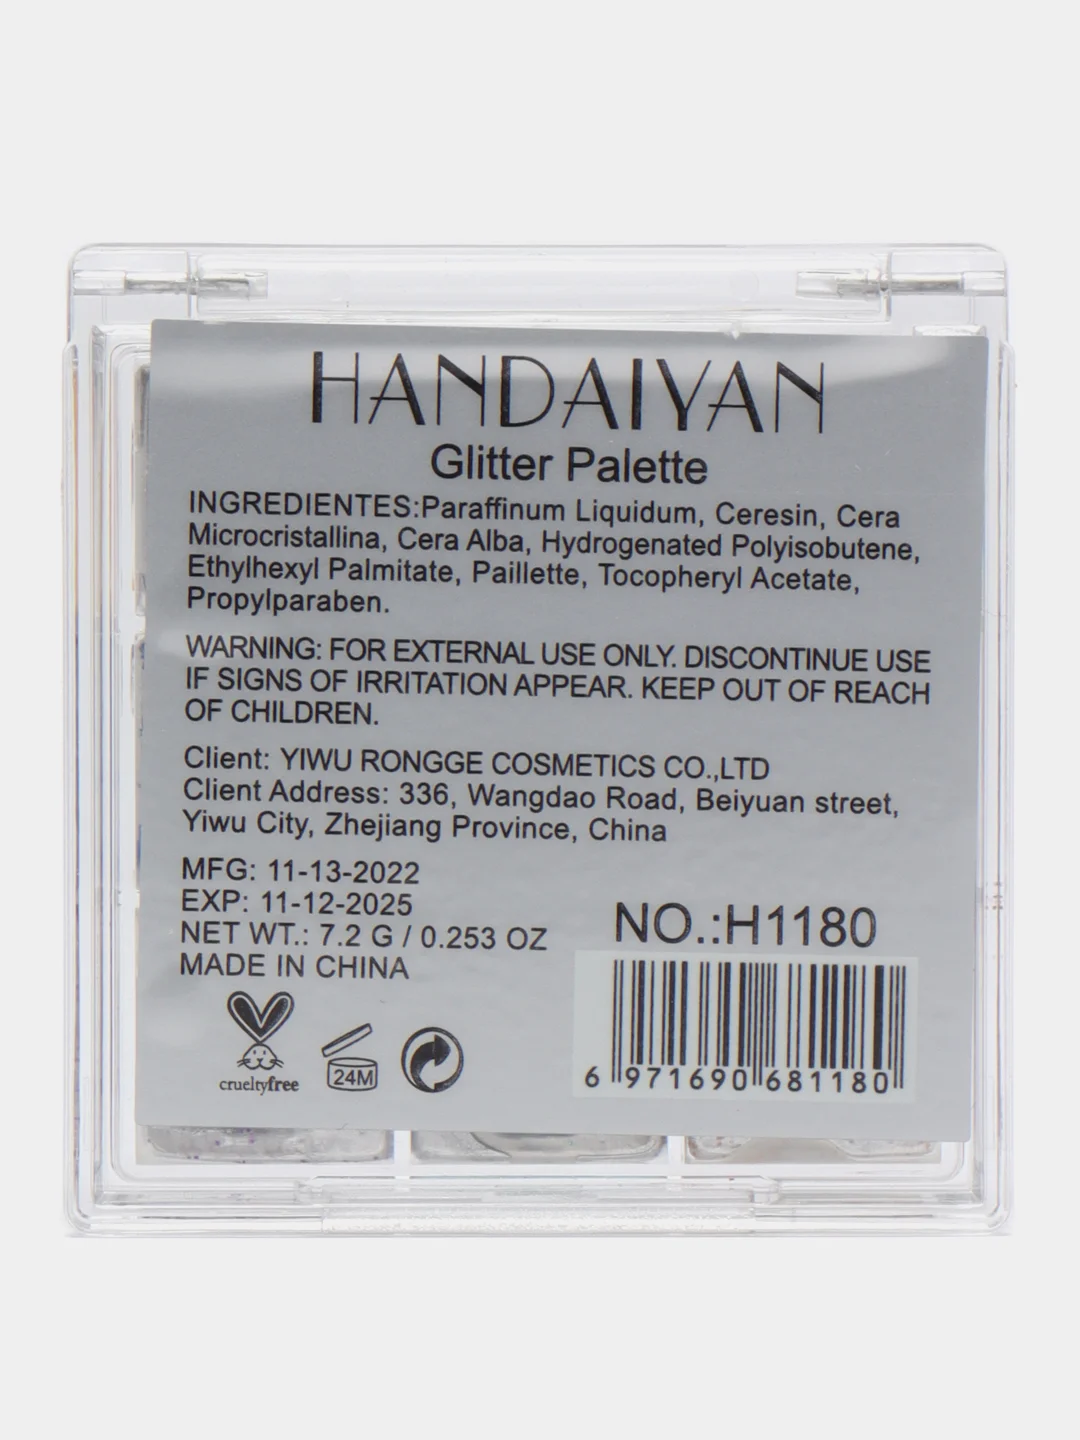 HANDAIYAN
Glitter Palette
INGREDIENTES:Paraffinum Liquidum, Ceresin, Cera
Microcristallina, Cera Alba, Hydrogenated Polyisobutene,
Ethylhexyl Palmitate, Paillette, Tocopheryl Acetate,
Propylparaben.
WARNING: FOR EXTERNAL USE ONLY. DISCONTINUE USE
IF SIGNS OF IRRITATION APPEAR. KEEP OUT OF REACH
OF CHILDREN.
Client: YIWU RONGGE COSMETICS CO.,LTD
Client Address: 336, Wangdao Road, Beiyuan street,
Yiwu City, Zhejiang Province, China
MFG: 11-13-2022
EXP: 11-12-2025
NET WT.: 7.2 G / 0.253 OZ
MADE IN CHINA
NO.:H1180
crueltyfree
24M
6 971690 681180